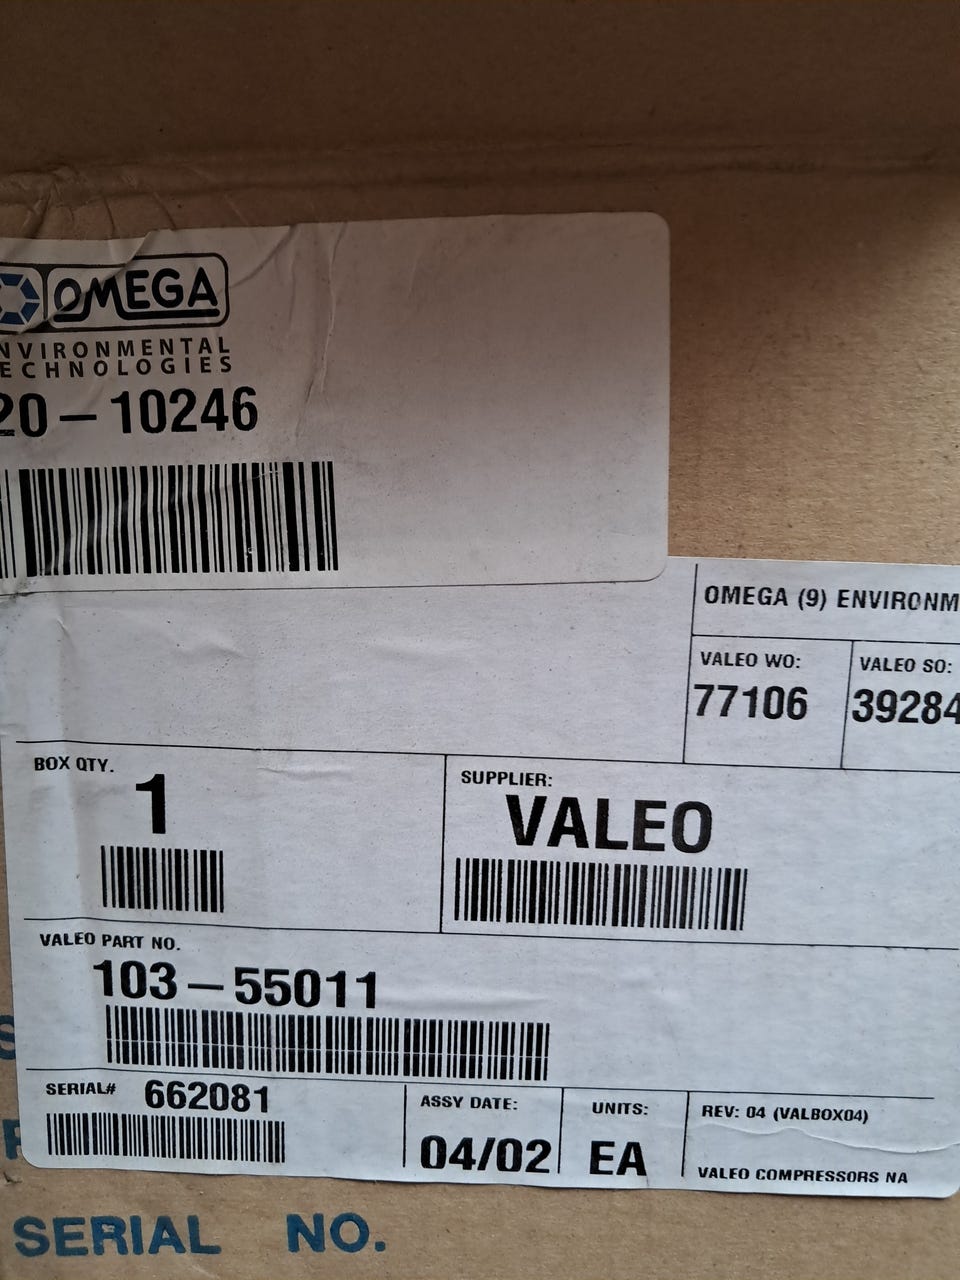 OMEGA
NVIRONMENTAL
ECHNOLOGIES
20-10246
OMEGA (9) ENVIRONM
VALEO WO:
VALEO SO:
77106
39284
BOX QTY.
1
SUPPLIER:
VALEO
VALEO PART NO.
103-55011
SERIAL# 662081
ASSY DATE:
04/02
UNITS:
EA
REV: 04 (VALBOX04)
VALEO COMPRESSORS NA
SERIAL NO.